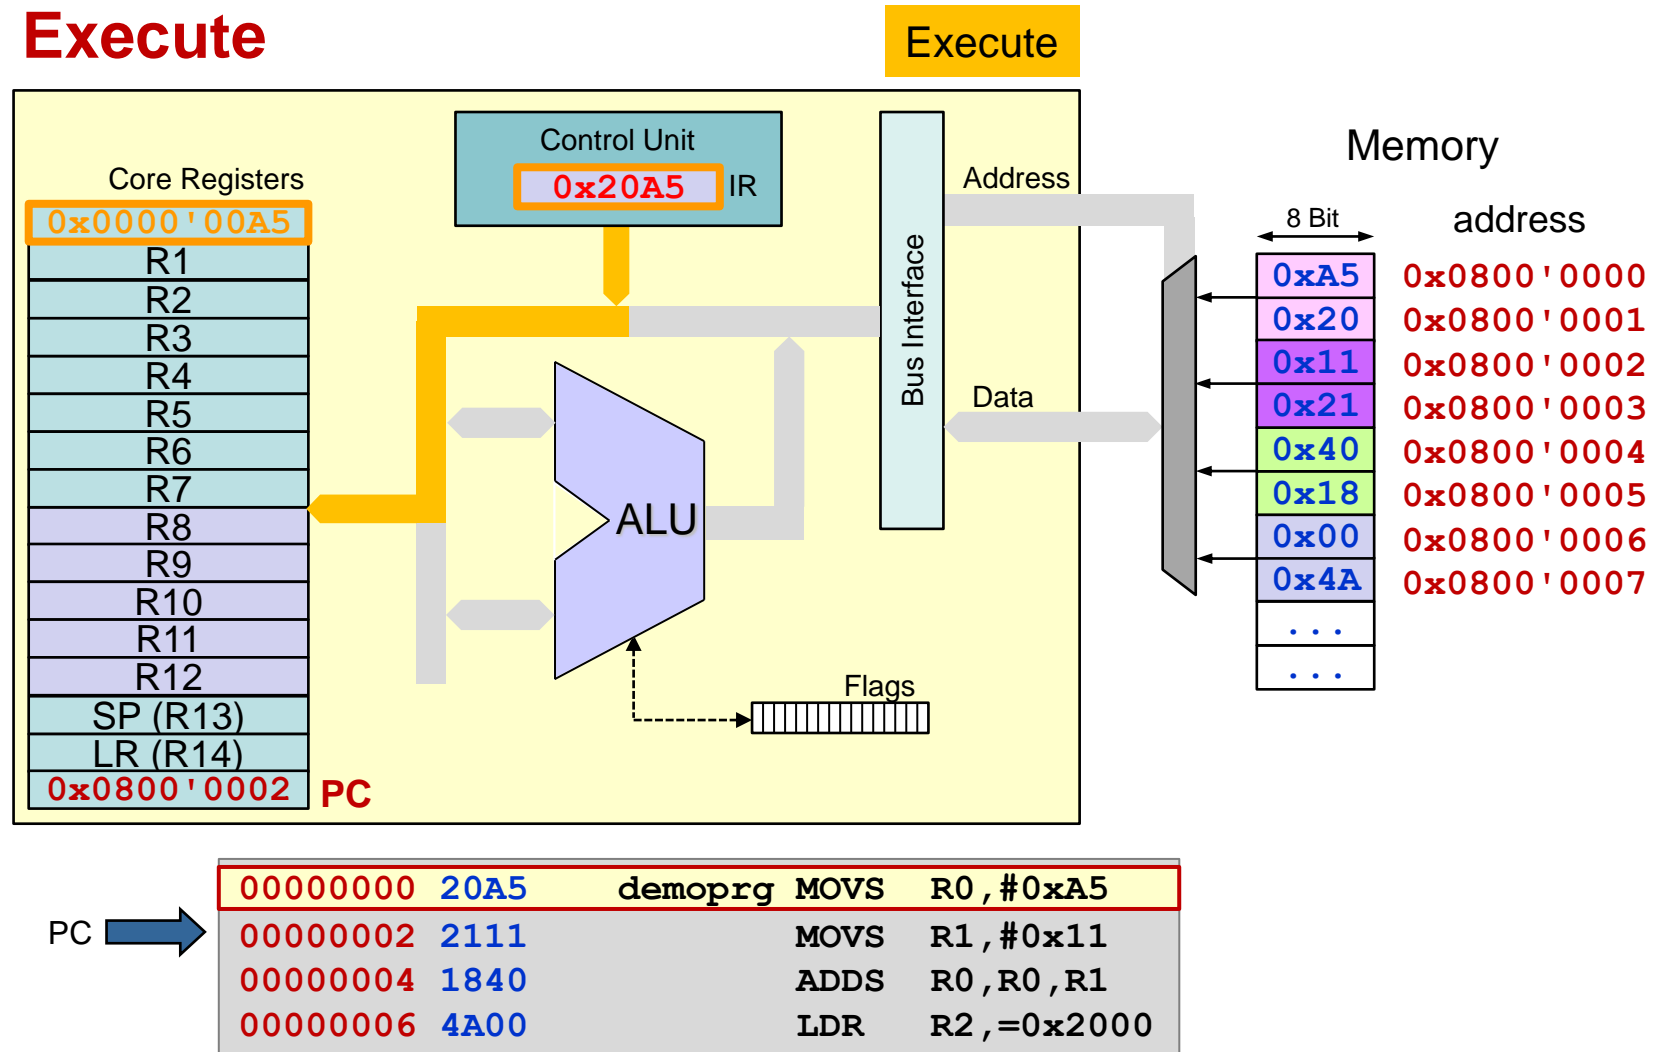 Execute
Execute
Control Unit
0x20A5 IR
Core Registers
0x0000'00A5
R1
R2
R3
R4
R5
R6
R7
R8
R9
R10
R11
R12
SP (R13)
LR (R14)
0x0800'0002 PC
ALU
Flags
Bus Interface
Address
Data
Memory
8 Bit address
0xA5 0x0800'0000
0x20 0x0800'0001
0x11 0x0800'0002
0x21 0x0800'0003
0x40 0x0800'0004
0x18 0x0800'0005
0x00 0x0800'0006
0x4A 0x0800'0007
...
...
PC
00000000 20A5 demoprg MOVS R0,#0xA5
00000002 2111 MOVS R1,#0x11
00000004 1840 ADDS R0,R0,R1
00000006 4A00 LDR R2,=0x2000